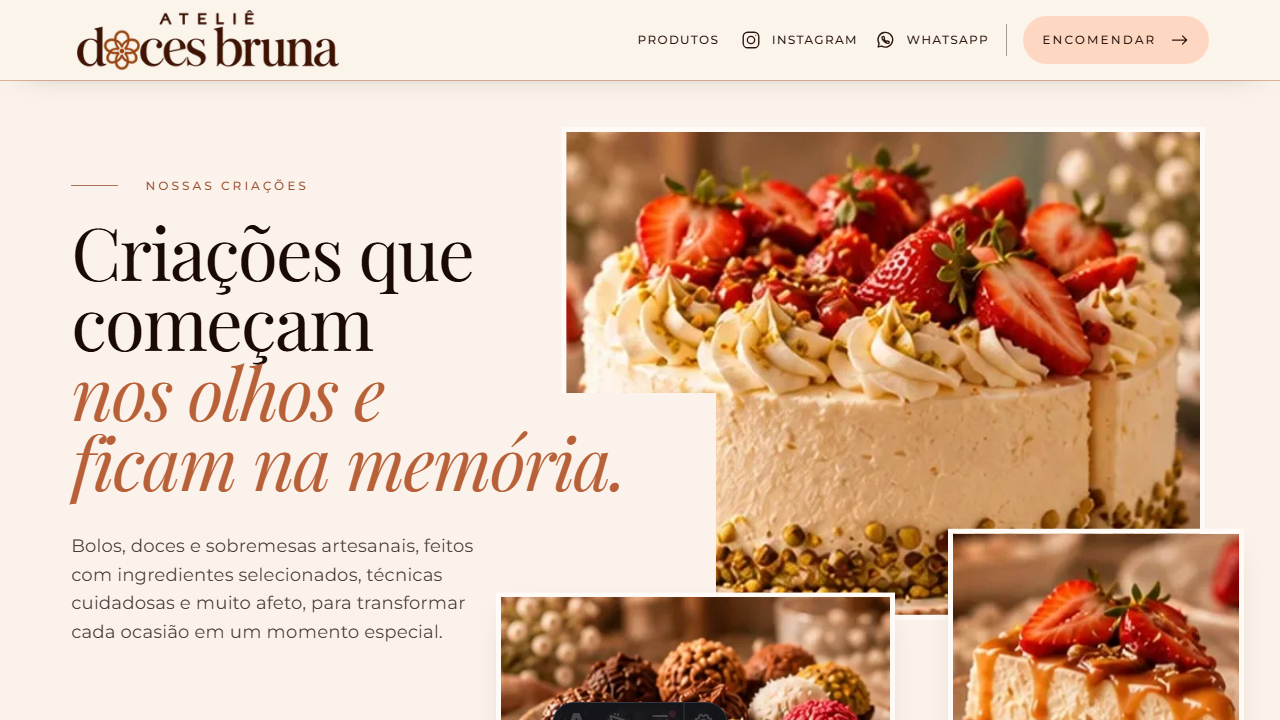 ATELIÊ
doces bruna
PRODUTOS
INSTAGRAM
WHATSAPP
ENCOMENDAR
NOSSAS CRIAÇÕES
Criações que
começam
nos olhos e
ficam na memória.
Bolos, doces e sobremesas artesanais, feitos
com ingredientes selecionados, técnicas
cuidadosas e muito afeto, para transformar
cada ocasião em um momento especial.